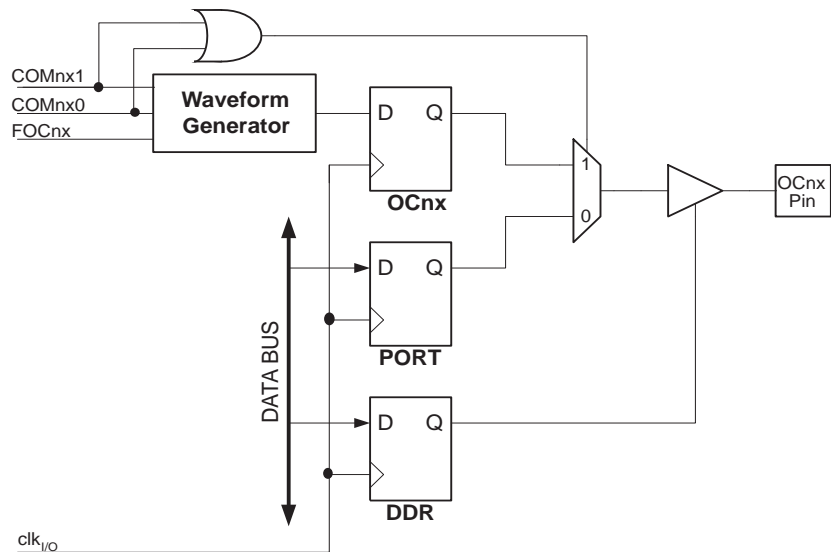 COMnx1
COMnx0
FOCnx
Waveform
Generator
D Q
OCnx
1
0
OCnx
Pin
D Q
PORT
DATA BUS
D Q
DDR
clkI/O